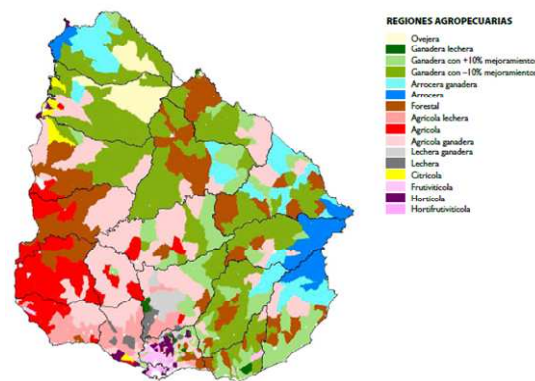 REGIONES AGROPECUARIAS
Ovejera
Ganadera lechera
Ganadera con +10% mejoramiento
Ganadera con -10% mejoramiento
Arrocera ganadera
Arrocera
Forestal
Agrícola lechera
Agrícola
Agrícola ganadera
Lechera ganadera
Lechera
Citrícola
Frutivitícola
Hortícola
Hortifrutivitícola